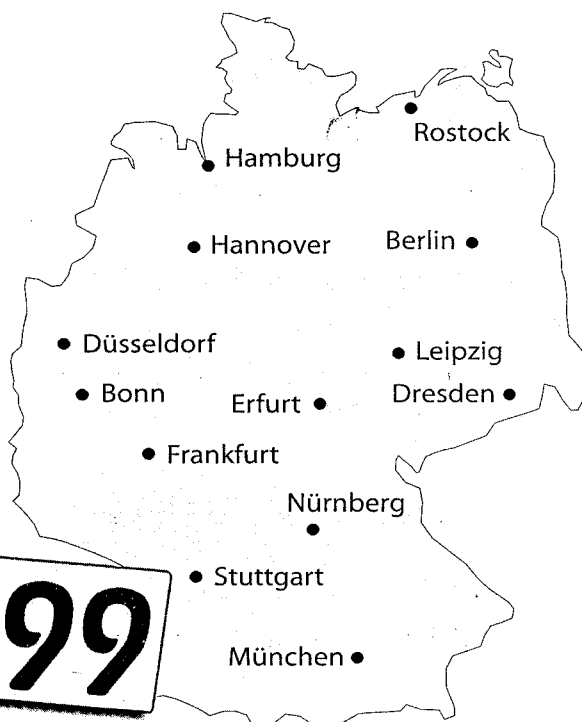 Rostock
Hamburg
Hannover
Berlin
Düsseldorf
Leipzig
Bonn
Erfurt
Dresden
Frankfurt
Nürnberg
Stuttgart
99
München